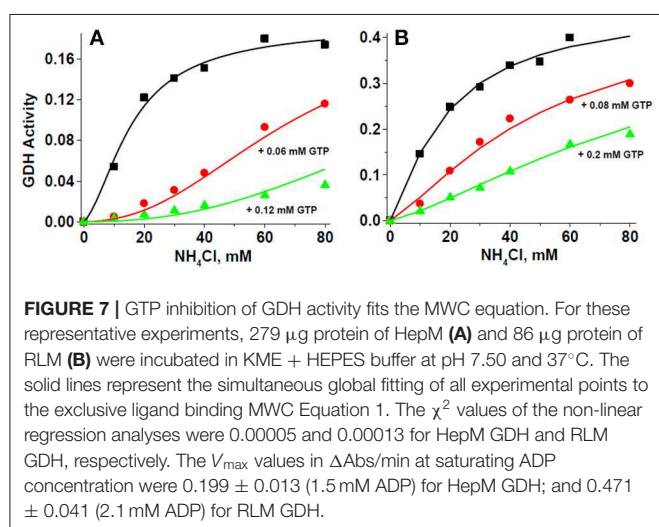 A
B
0.16
0.12
0.08
0.04
0.00
GDH Activity
+ 0.06 mM GTP
+ 0.12 mM GTP
0 20 40 60 80
NH₄Cl, mM
0.4
0.3
0.2
0.1
0.0
+ 0.08 mM GTP
+ 0.2 mM GTP
0 20 40 60 80
NH₄Cl, mM
FIGURE 7 | GTP inhibition of GDH activity fits the MWC equation. For these
representative experiments, 279 μg protein of HepM (A) and 86 μg protein of
RLM (B) were incubated in KME + HEPES buffer at pH 7.50 and 37°C. The
solid lines represent the simultaneous global fitting of all experimental points to
the exclusive ligand binding MWC Equation 1. The χ² values of the non-linear
regression analyses were 0.00005 and 0.00013 for HepM GDH and RLM
GDH, respectively. The Vmax values in ΔAbs/min at saturating ADP
concentration were 0.199 ± 0.013 (1.5 mM ADP) for HepM GDH; and 0.471
± 0.041 (2.1 mM ADP) for RLM GDH.